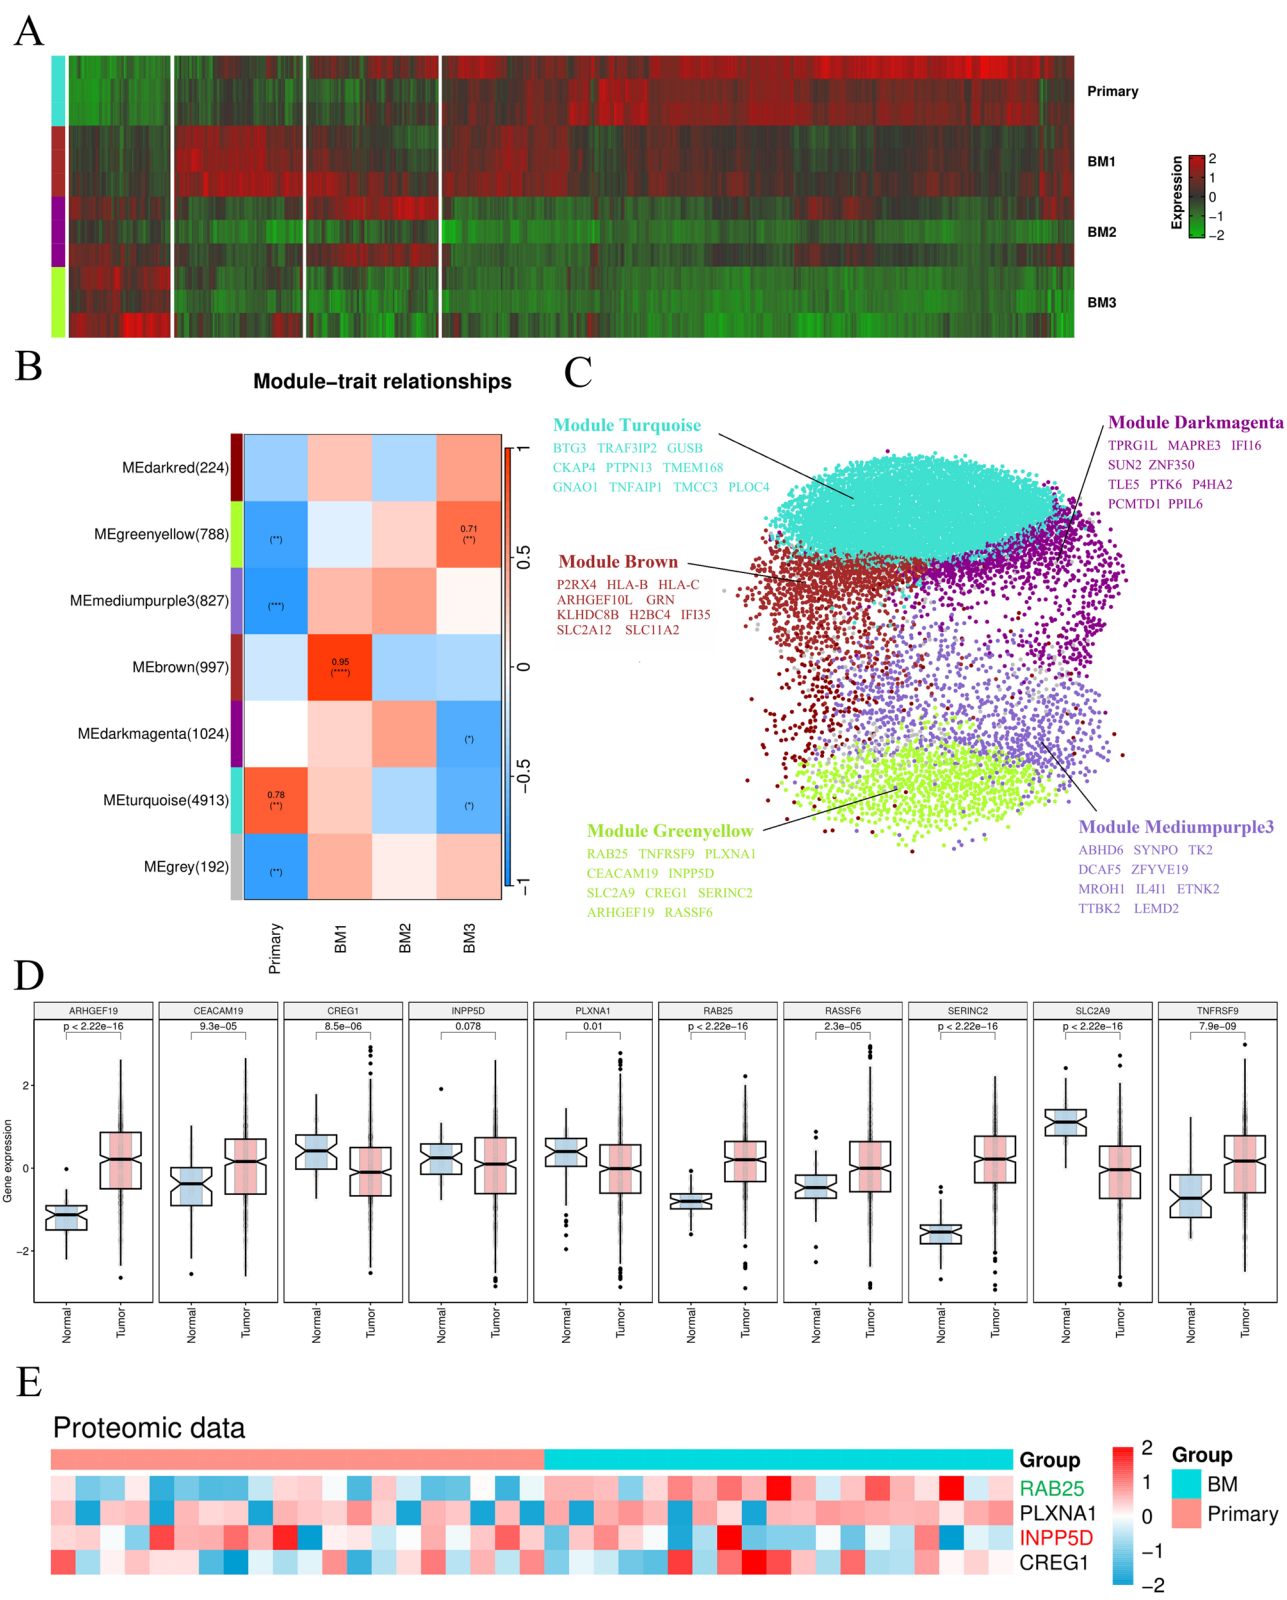 A
Primary
BM1
BM2
BM3
Expression
2
1
0
−1
−2
B
Module−trait relationships
MEdarkred(224)
MEgreenyellow(788)
MEmediumpurple3(827)
MEbrown(997)
MEdarkmagenta(1024)
MEturquoise(4913)
MEgrey(192)
(**)
0.71
(**)
(***)
0.95
(****)
(*)
0.78
(**)
(*)
(**)
1
0.5
0
−0.5
−1
Primary
BM1
BM2
BM3
C
Module Turquoise
BTG3 TRAF3IP2 GUSB
CKAP4 PTPN13 TMEM168
GNAO1 TNFAIP1 TMCC3 PLOC4
Module Darkmagenta
TPRG1L MAPRE3 IFI16
SUN2 ZNF350
TLE5 PTK6 P4HA2
PCMTD1 PPIL6
Module Brown
P2RX4 HLA-B HLA-C
ARHGEF10L GRN
KLHDC8B H2BC4 IFI35
SLC2A12 SLC11A2
Module Greenyellow
RAB25 TNFRSF9 PLXNA1
CEACAM19 INPP5D
SLC2A9 CREG1 SERINC2
ARHGEF19 RASSF6
Module Mediumpurple3
ABHD6 SYNPO TK2
DCAF5 ZFYVE19
MROH1 IL4I1 ETNK2
TTBK2 LEMD2
D
ARHGEF19 CEACAM19 CREG1 INPP5D PLXNA1 RAB25 RASSF6 SERINC2 SLC2A9 TNFRSF9
p < 2.22e−16 9.3e−05 8.5e−06 0.078 0.01 p < 2.22e−16 2.3e−05 p < 2.22e−16 p < 2.22e−16 7.9e−09
Gene expression
2
0
−2
Normal Tumor Normal Tumor Normal Tumor Normal Tumor Normal Tumor Normal Tumor Normal Tumor Normal Tumor Normal Tumor Normal Tumor
E
Proteomic data
Group
RAB25
PLXNA1
INPP5D
CREG1
2
1
0
−1
−2
Group
BM
Primary